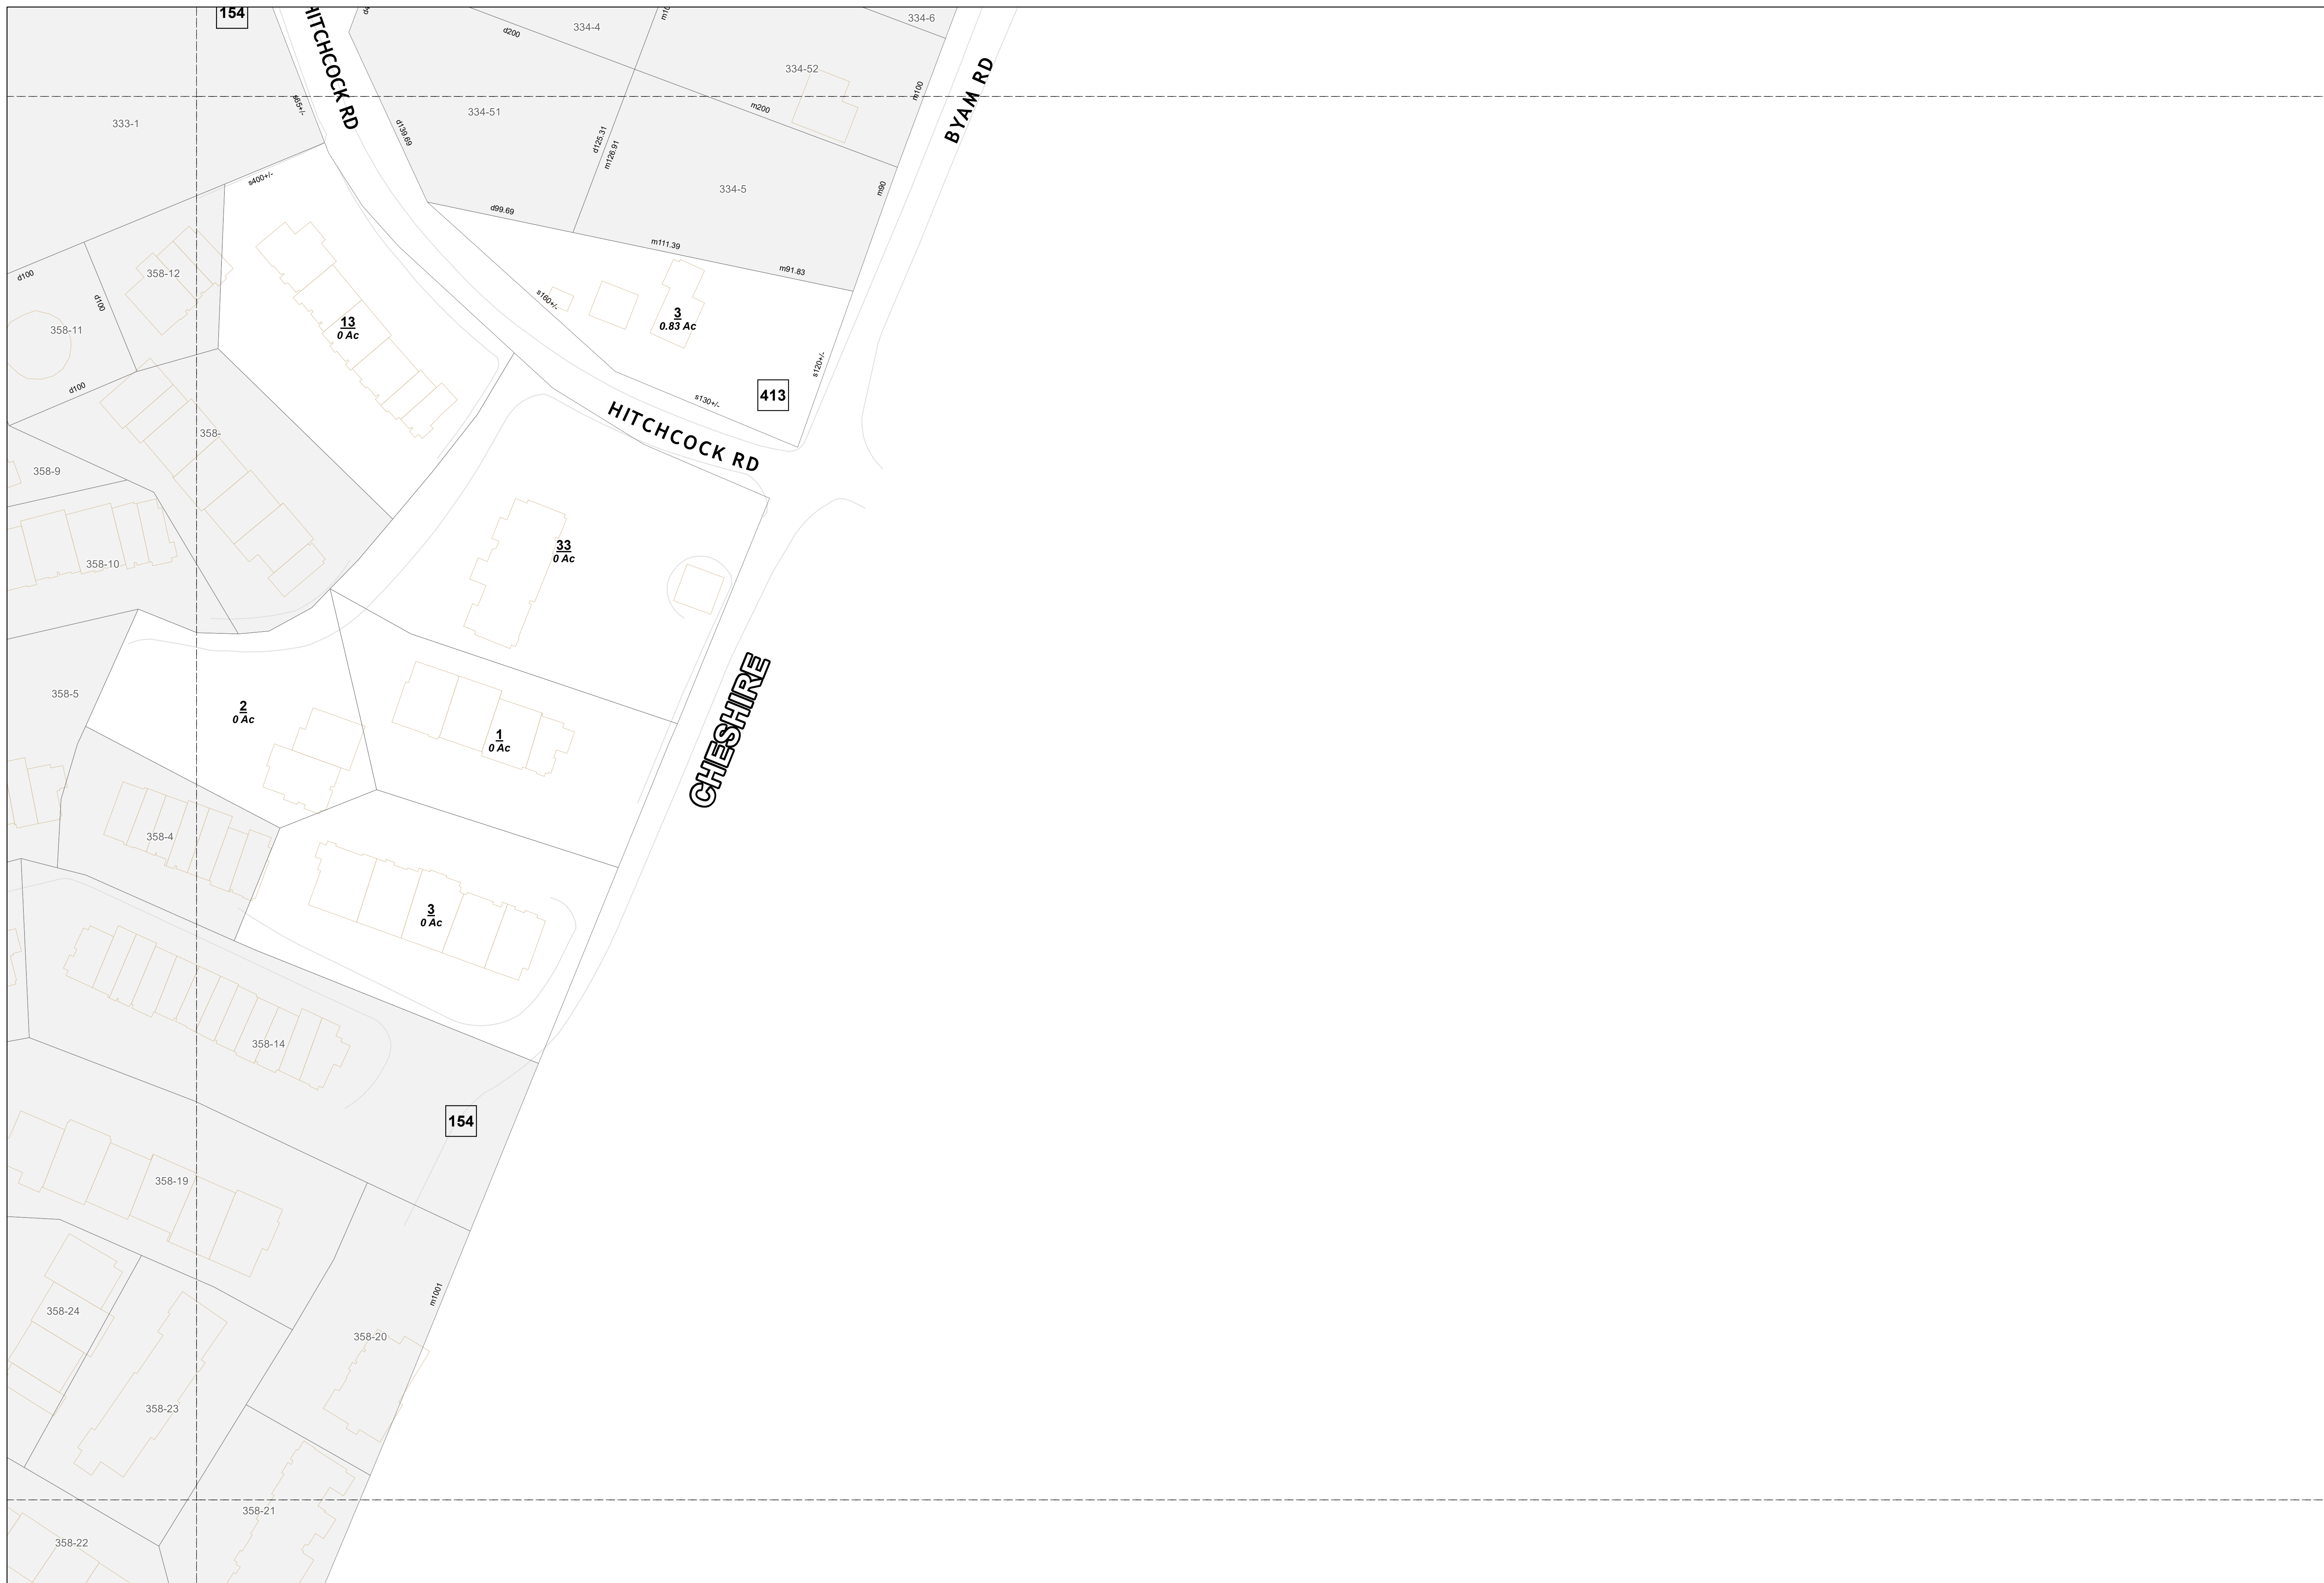 154
HITCHCOCK RD
334-4
334-6
d200
334-52
m100
BYAM RD
s65+/-
333-1
334-51
m200
d139.69
d125.31
m126.91
334-5
m90
s400+/-
d99.69
m111.39
m91.83
358-12
d100
d100
358-11
13
0 Ac
s160+/-
3
0.83 Ac
s120+/-
d100
413
s130+/-
HITCHCOCK RD
358-
358-9
358-10
33
0 Ac
358-5
2
0 Ac
1
0 Ac
CHESHIRE
358-4
3
0 Ac
358-14
154
358-19
m1001
358-24
358-20
358-23
358-21
358-22